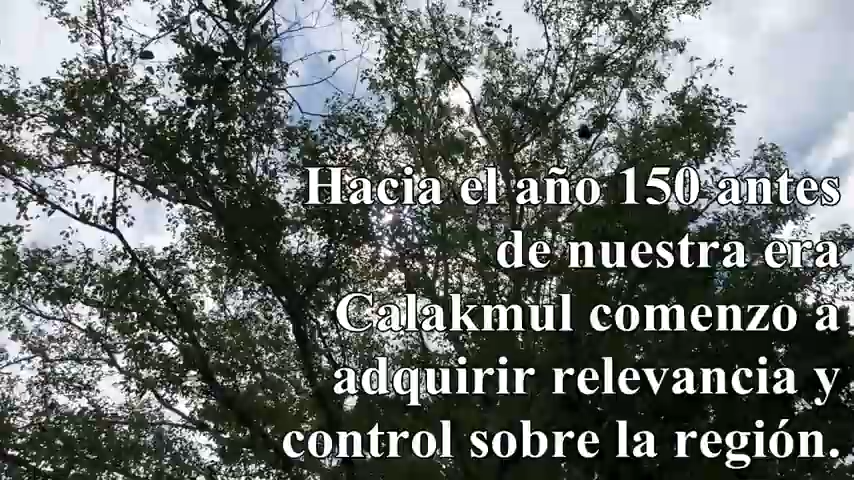 Hacia el año 150 antes
de nuestra era
Calakmul comenzo a
adquirir relevancia y
control sobre la región.